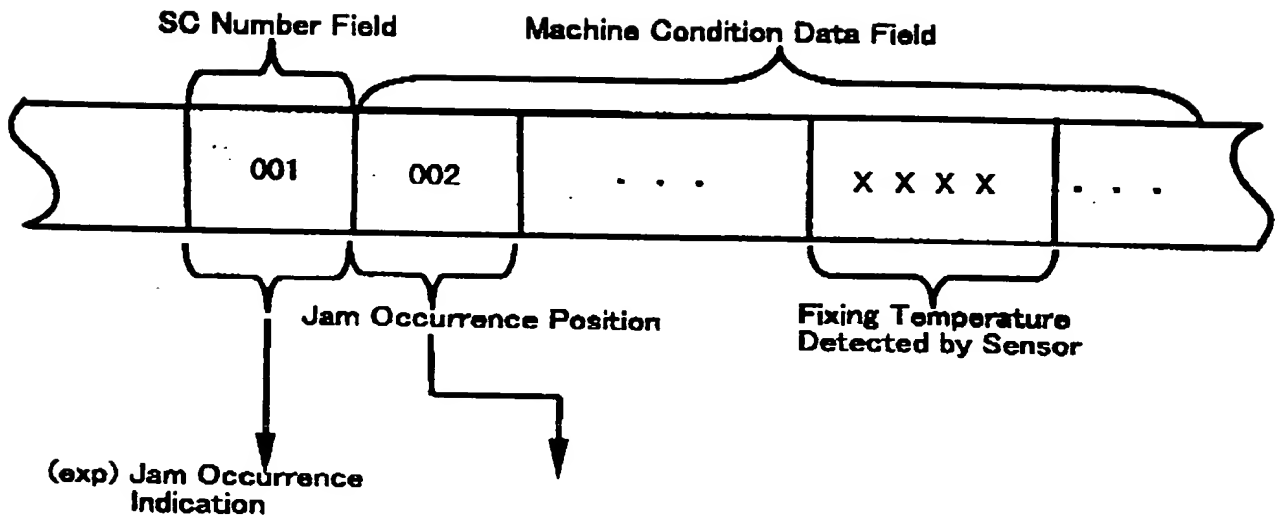 SC Number Field
Machine Condition Data Field
001
002
. . .
X X X X
. . .
Jam Occurrence Position
Fixing Temperature
Detected by Sensor
(exp) Jam Occurrence
Indication